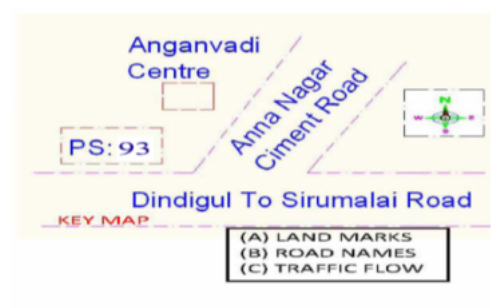 Anganvadi
Centre
Anna Nagar
Ciment Road
N
W
E
S
PS: 93
Dindigul To Sirumalai Road
KEY MAP
(A) LAND MARKS
(B) ROAD NAMES
(C) TRAFFIC FLOW